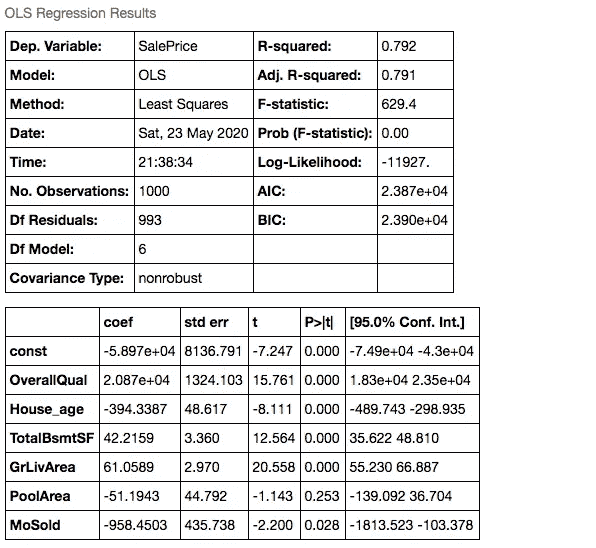 OLS Regression Results
Dep. Variable: SalePrice R-squared: 0.792
Model: OLS Adj. R-squared: 0.791
Method: Least Squares F-statistic: 629.4
Date: Sat, 23 May 2020 Prob (F-statistic): 0.00
Time: 21:38:34 Log-Likelihood: -11927.
No. Observations: 1000 AIC: 2.387e+04
Df Residuals: 993 BIC: 2.390e+04
Df Model: 6
Covariance Type: nonrobust
coef std err t P>|t| [95.0% Conf. Int.]
const -5.897e+04 8136.791 -7.247 0.000 -7.49e+04 -4.3e+04
OverallQual 2.087e+04 1324.103 15.761 0.000 1.83e+04 2.35e+04
House_age -394.3387 48.617 -8.111 0.000 -489.743 -298.935
TotalBsmtSF 42.2159 3.360 12.564 0.000 35.622 48.810
GrLivArea 61.0589 2.970 20.558 0.000 55.230 66.887
PoolArea -51.1943 44.792 -1.143 0.253 -139.092 36.704
MoSold -958.4503 435.738 -2.200 0.028 -1813.523 -103.378